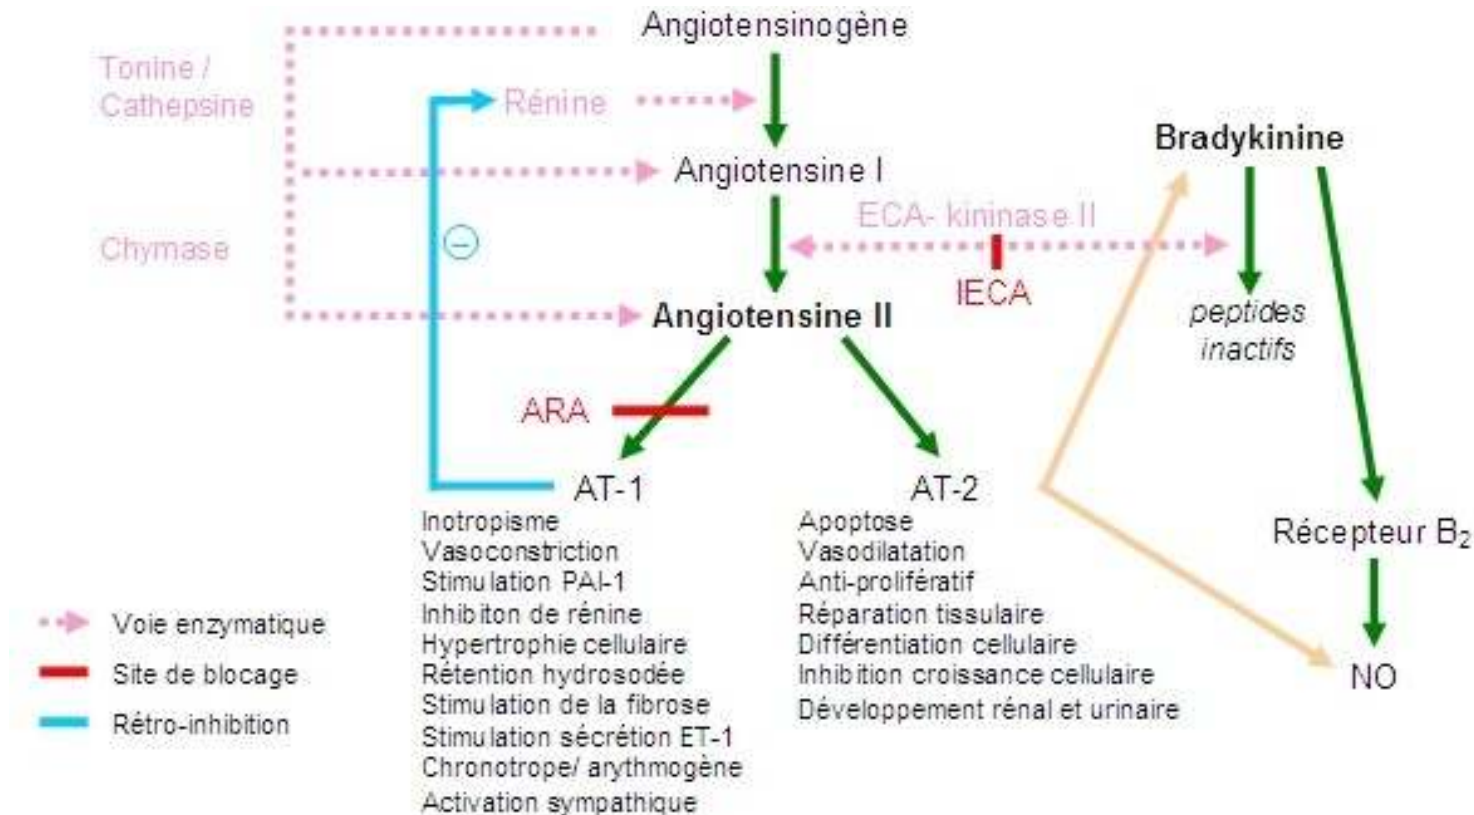 Angiotensinogène
Tonine /
Cathepsine
Rénine
Bradykinine
Angiotensine I
ECA- kininase II
Chymase
IECA
Angiotensine II
peptides
inactifs
ARA
AT-1
AT-2
Inotropisme
Vasoconstriction
Stimulation PAI-1
Inhibiton de rénine
Hypertrophie cellulaire
Rétention hydrosodée
Stimulation de la fibrose
Stimulation sécrétion ET-1
Chronotrope/ arythmogène
Activation sympathique
Apoptose
Vasodilatation
Anti-prolifératif
Réparation tissulaire
Différentiation cellulaire
Inhibition croissance cellulaire
Développement rénal et urinaire
Récepteur B₂
NO
Voie enzymatique
Site de blocage
Rétro-inhibition